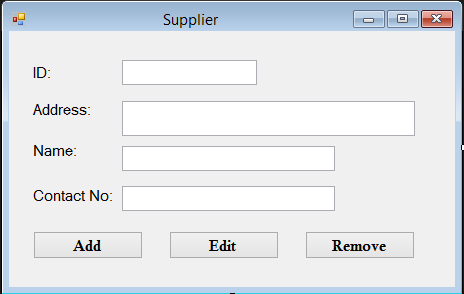 Supplier
ID:
Address:
Name:
Contact No:
Add Edit Remove